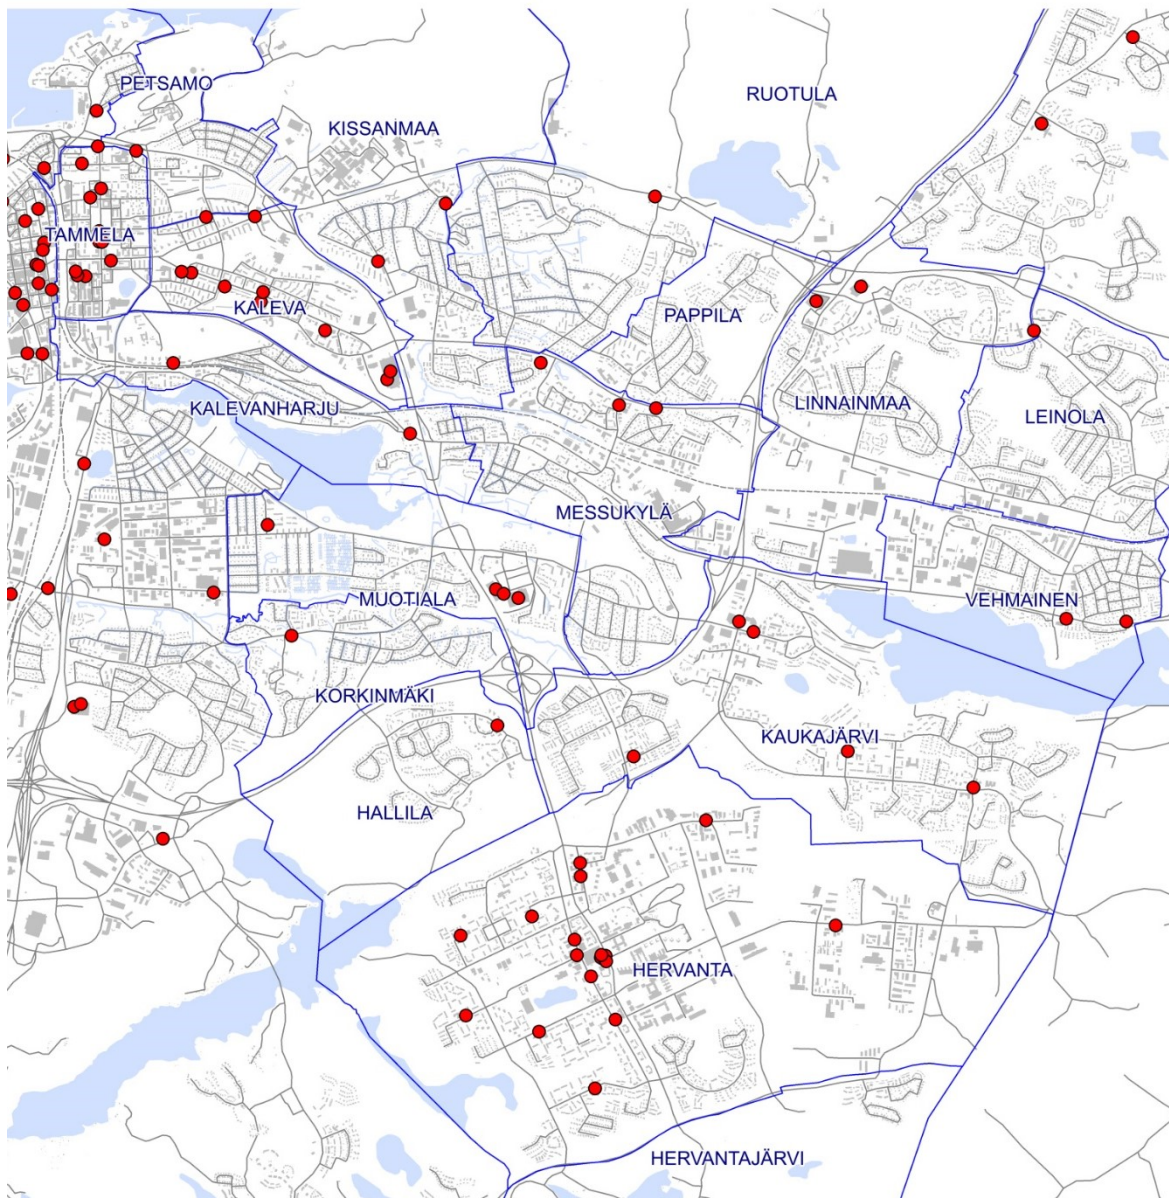 PETSAMO
RUOTULA
KISSANMAA
TAMMELA
KALEVA
PAPPILA
KALEVANHARJU
LINNAINMAA
LEINOLA
MESSUKYLÄ
MUOTIALA
VEHMAINEN
KORKINMÄKI
KAUKAJÄRVI
HALLILA
HERVANTA
HERVANTAJÄRVI